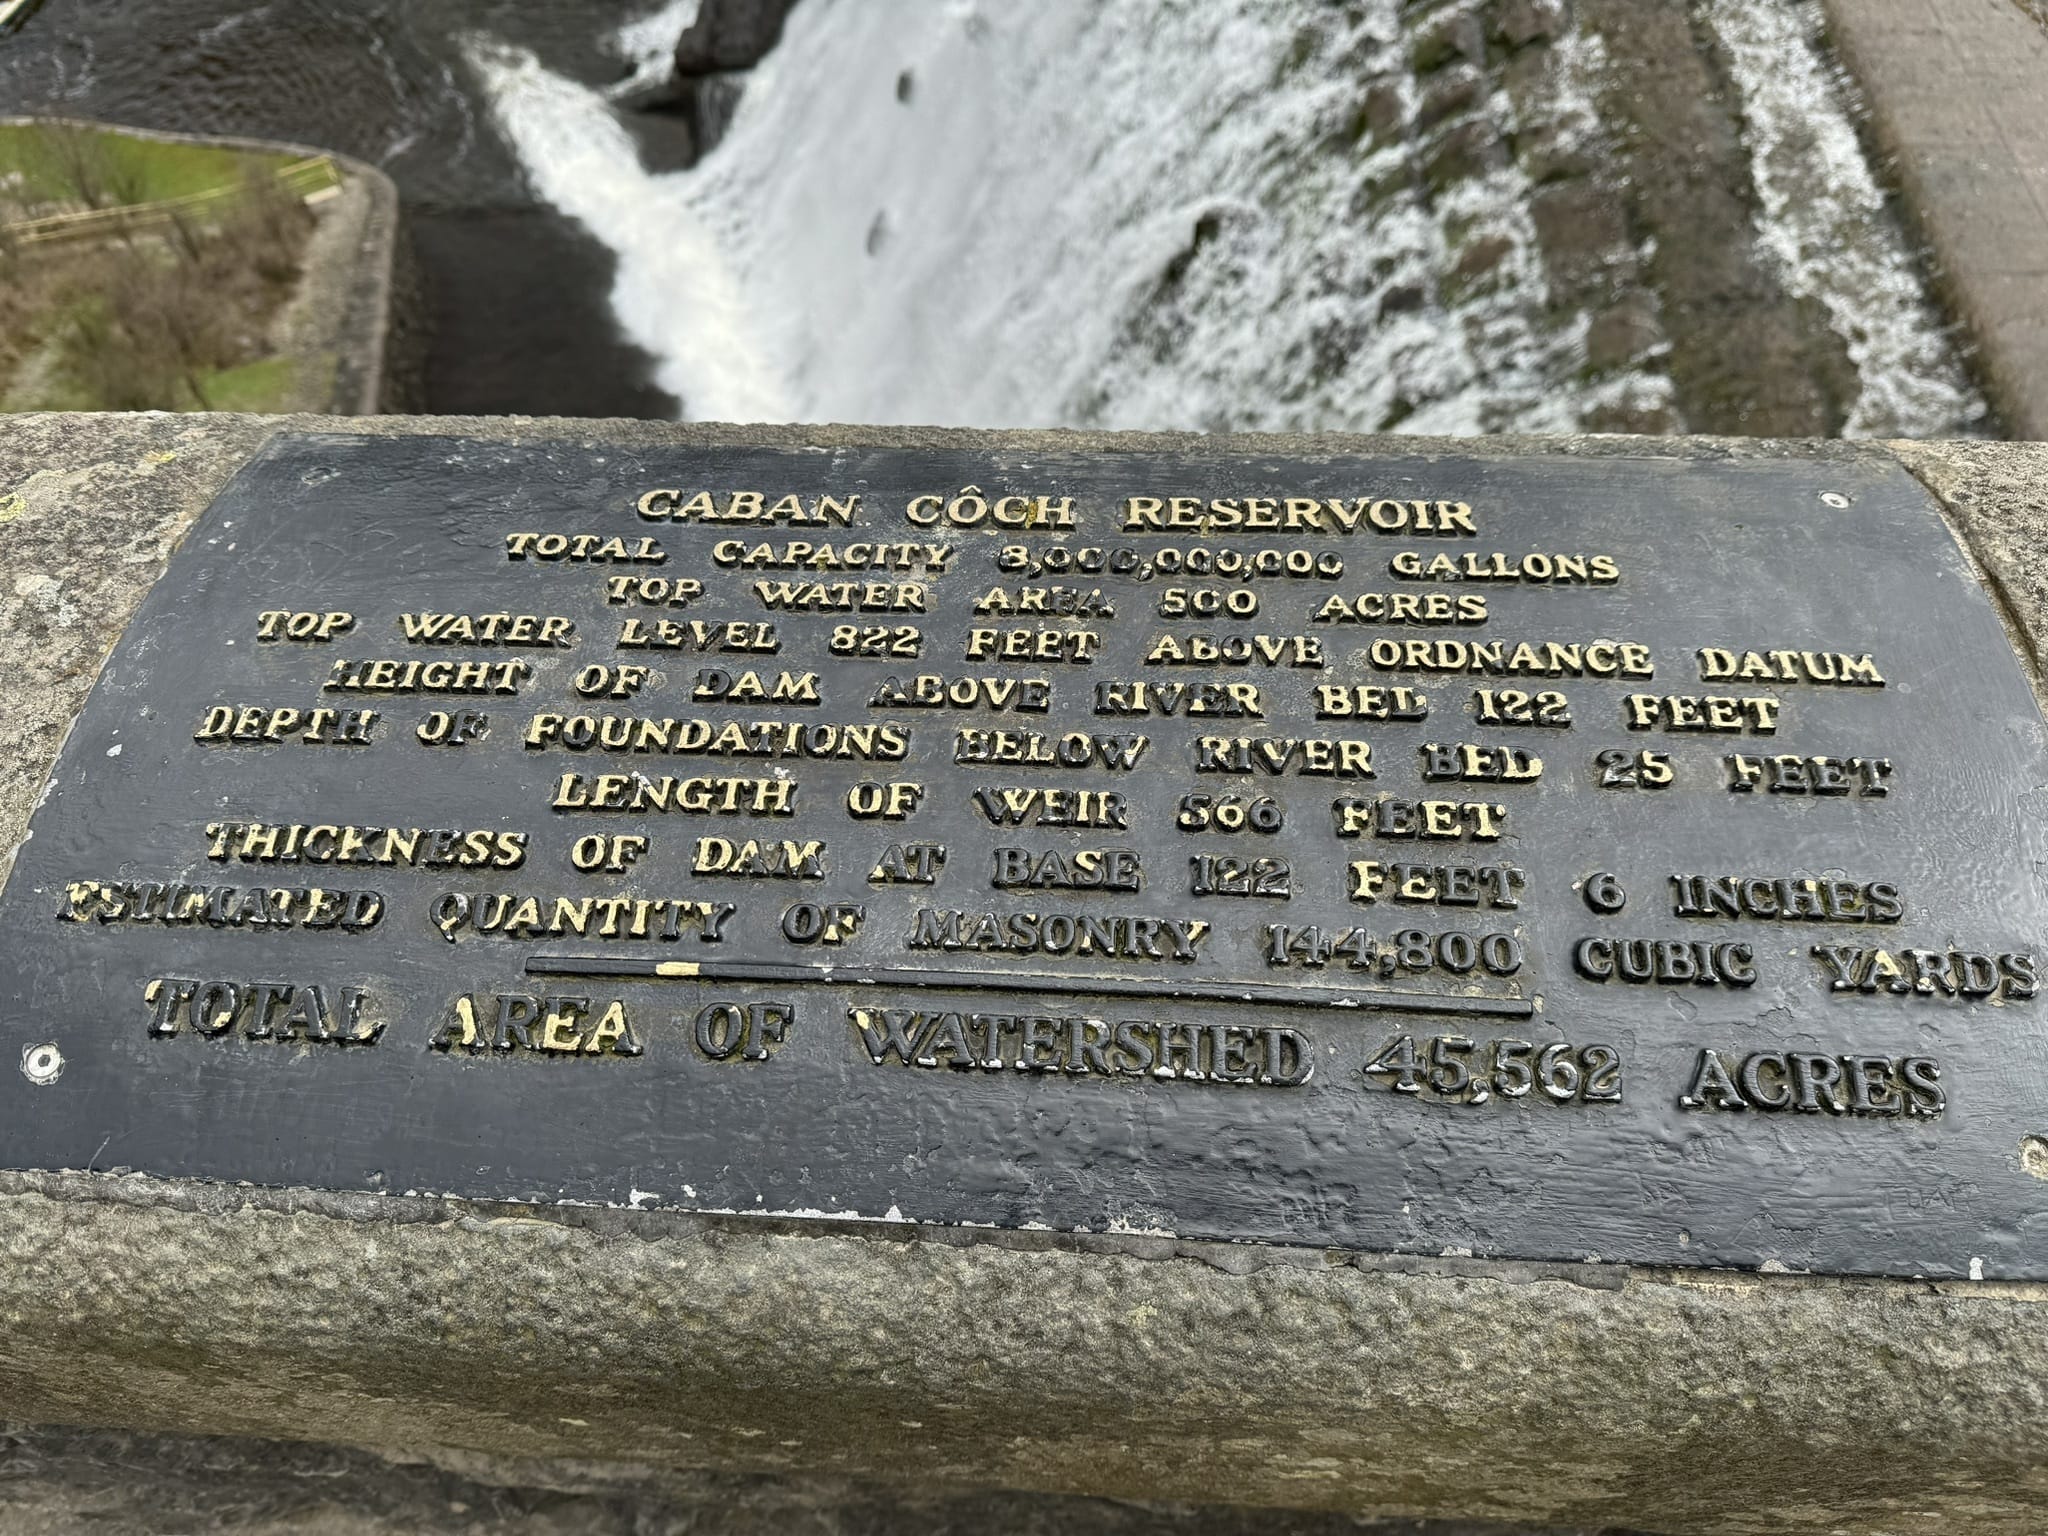 CABAN CÔCH RESERVOIR
TOTAL CAPACITY 8,000,000,000 GALLONS
TOP WATER AREA 500 ACRES
TOP WATER LEVEL 822 FEET ABOVE ORDNANCE DATUM
HEIGHT OF DAM ABOVE RIVER BED 122 FEET
DEPTH OF FOUNDATIONS BELOW RIVER BED 25 FEET
LENGTH OF WEIR 566 FEET
THICKNESS OF DAM AT BASE 122 FEET 6 INCHES
ESTIMATED QUANTITY OF MASONRY 144,800 CUBIC YARDS
TOTAL AREA OF WATERSHED 45,562 ACRES